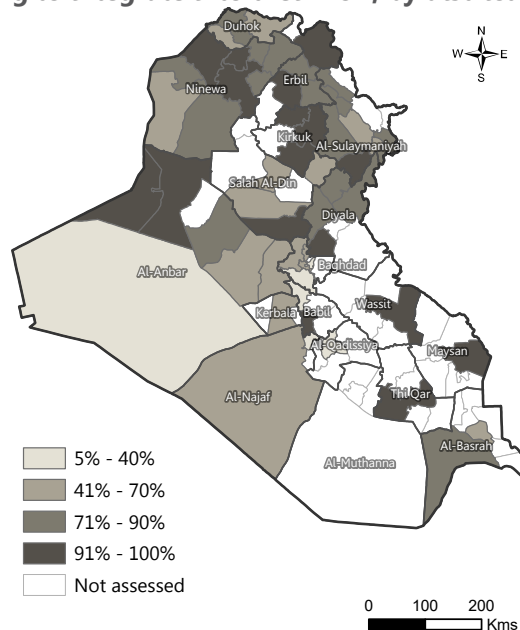 N
W E
S
Duhok
Erbil
Ninewa
Kirkuk
Al-Sulaymaniyah
Salah Al-Din
Diyala
Baghdad
Al-Anbar
Wassit
Kerbala
Babil
Al-Qadissiya
Maysan
Thi Qar
Al-Najaf
Al-Basrah
Al-Muthanna
5% - 40%
41% - 70%
71% - 90%
91% - 100%
Not assessed
0 100 200
Kms